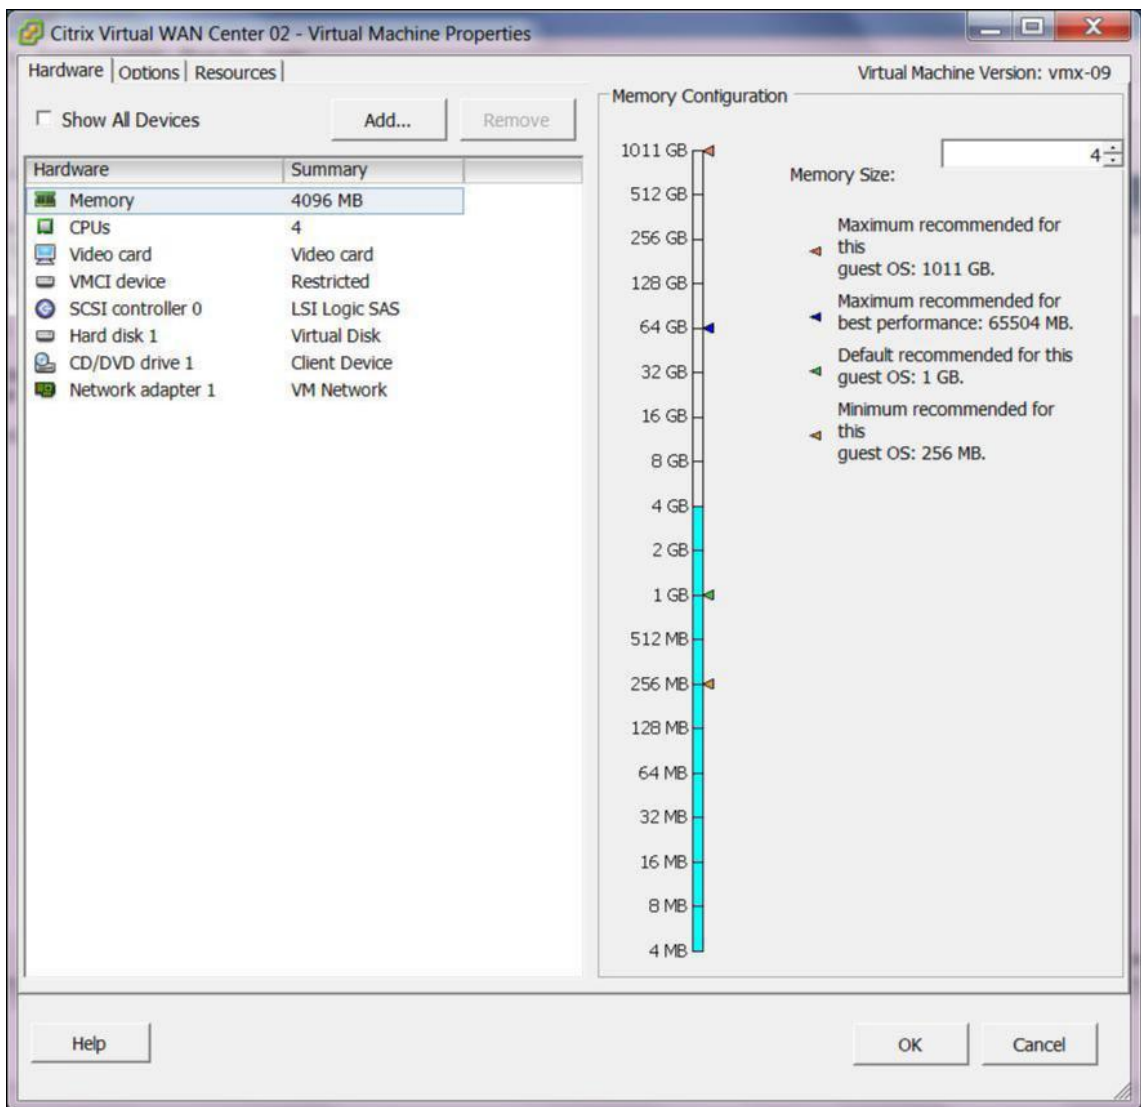 Citrix Virtual WAN Center 02 - Virtual Machine Properties
Hardware Options Resources
Virtual Machine Version: vmx-09
Show All Devices
Add...
Remove
Hardware Summary
Memory 4096 MB
CPUs 4
Video card Video card
VMCI device Restricted
SCSI controller 0 LSI Logic SAS
Hard disk 1 Virtual Disk
CD/DVD drive 1 Client Device
Network adapter 1 VM Network
Memory Configuration
1011 GB
512 GB
256 GB
128 GB
64 GB
32 GB
16 GB
8 GB
4 GB
2 GB
1 GB
512 MB
256 MB
128 MB
64 MB
32 MB
16 MB
8 MB
4 MB
4
Memory Size:
Maximum recommended for
this
guest OS: 1011 GB.
Maximum recommended for
best performance: 65504 MB.
Default recommended for this
guest OS: 1 GB.
Minimum recommended for
this
guest OS: 256 MB.
Help
OK
Cancel